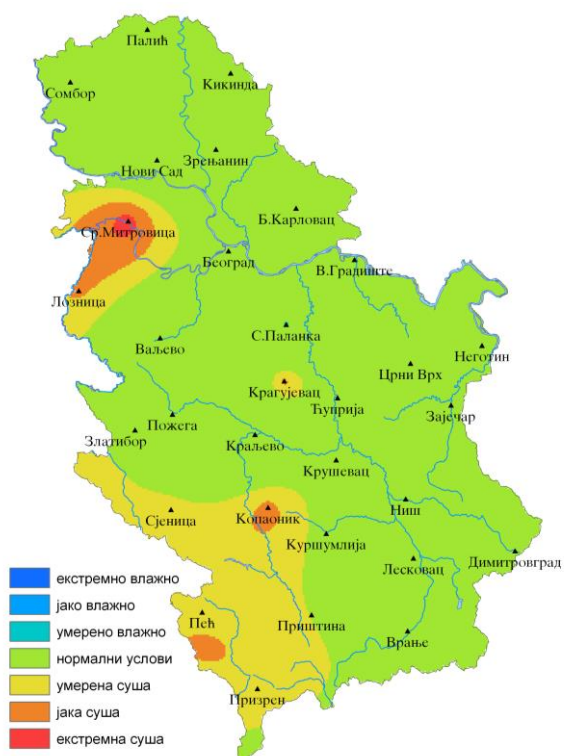 Палић
Сомбор
Кикинда
Зрењанин
Нови Сад
Б.Карловац
Ср.Митровица
Београд
В.Градиште
Лозница
С.Паланка
Ваљево
Неготин
Црни Врх
Крагујевац
Ћуприја
Зајечар
Пожега
Златибор
Краљево
Крушевац
Сјеница
Копаоник
Ниш
Куршумлија
Димитровград
Лесковац
Пећ
Приштина
Врање
Призрен
екстремно влажно
јако влажно
умерено влажно
нормални услови
умерена суша
јака суша
екстремна суша